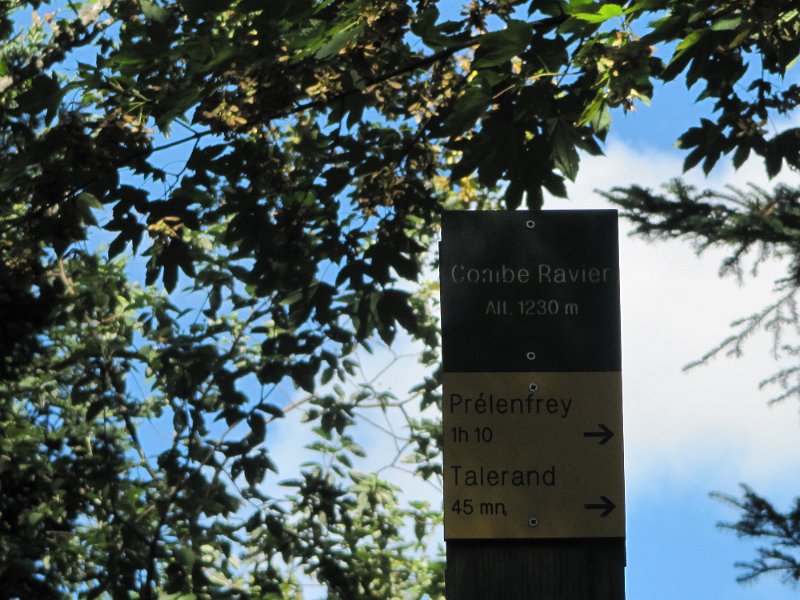 Combe Ravier
Alt. 1230 m
Prélenfrey
1h 10
Talerand
45 mn